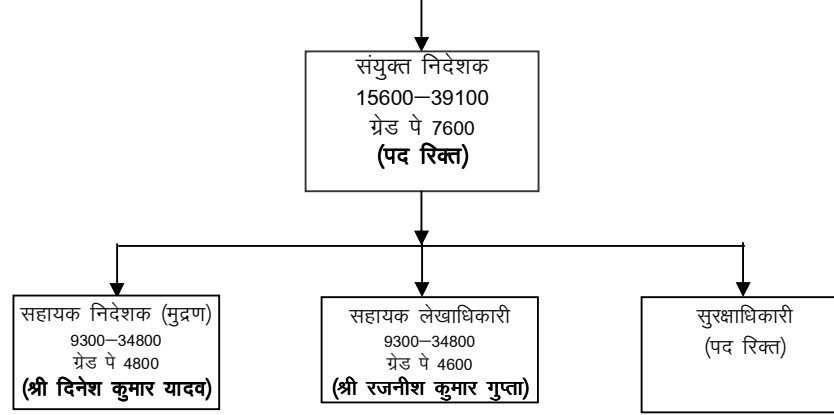 संयुक्त निदेशक
15600–39100
ग्रेड पे 7600
(पद रिक्त)
सहायक निदेशक (मुद्रण)
9300–34800
ग्रेड पे 4800
(श्री दिनेश कुमार यादव)
सहायक लेखाधिकारी
9300–34800
ग्रेड पे 4600
(श्री रजनीश कुमार गुप्ता)
सुरक्षाधिकारी
(पद रिक्त)